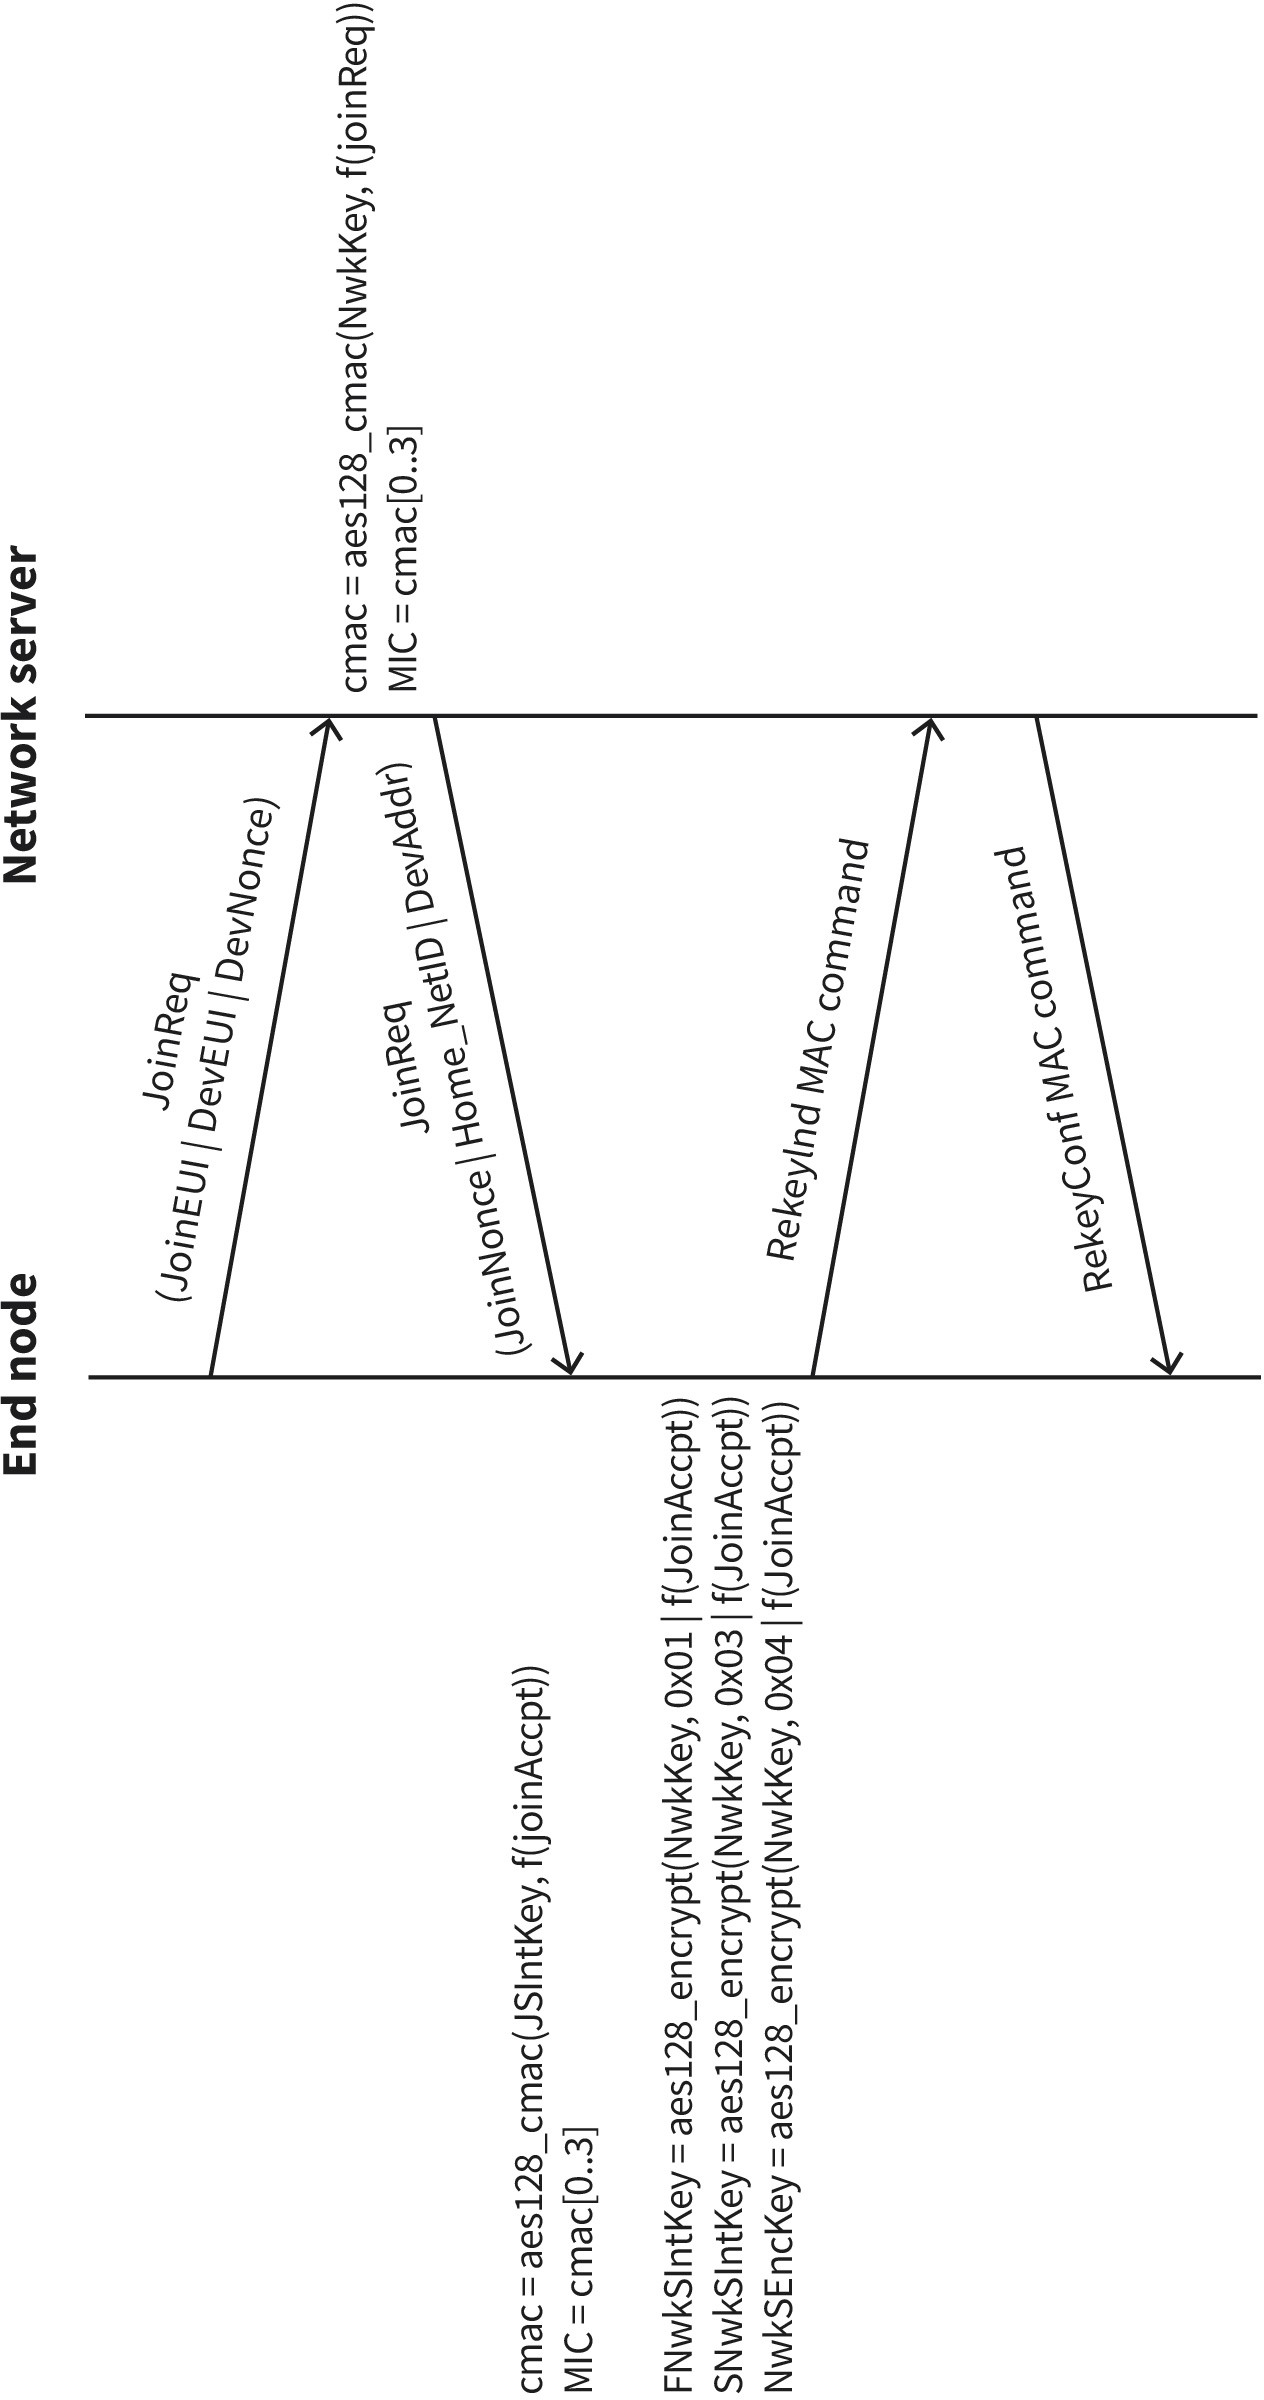 End node
Network server
JoinReq
(JoinEUI | DevEUI | DevNonce)
cmac = aes128_cmac(NwkKey, f(joinReq))
MIC = cmac[0..3]
JoinReq
(JoinNonce | Home_NetID | DevAddr)
cmac = aes128_cmac(JSIntKey, f(joinAccpt))
MIC = cmac[0..3]
FNwkSIntKey = aes128_encrypt(NwkKey, 0x01 | f(JoinAccpt))
SNwkSIntKey = aes128_encrypt(NwkKey, 0x03 | f(JoinAccpt))
NwkSEncKey = aes128_encrypt(NwkKey, 0x04 | f(JoinAccpt))
RekeyInd MAC command
RekeyConf MAC command